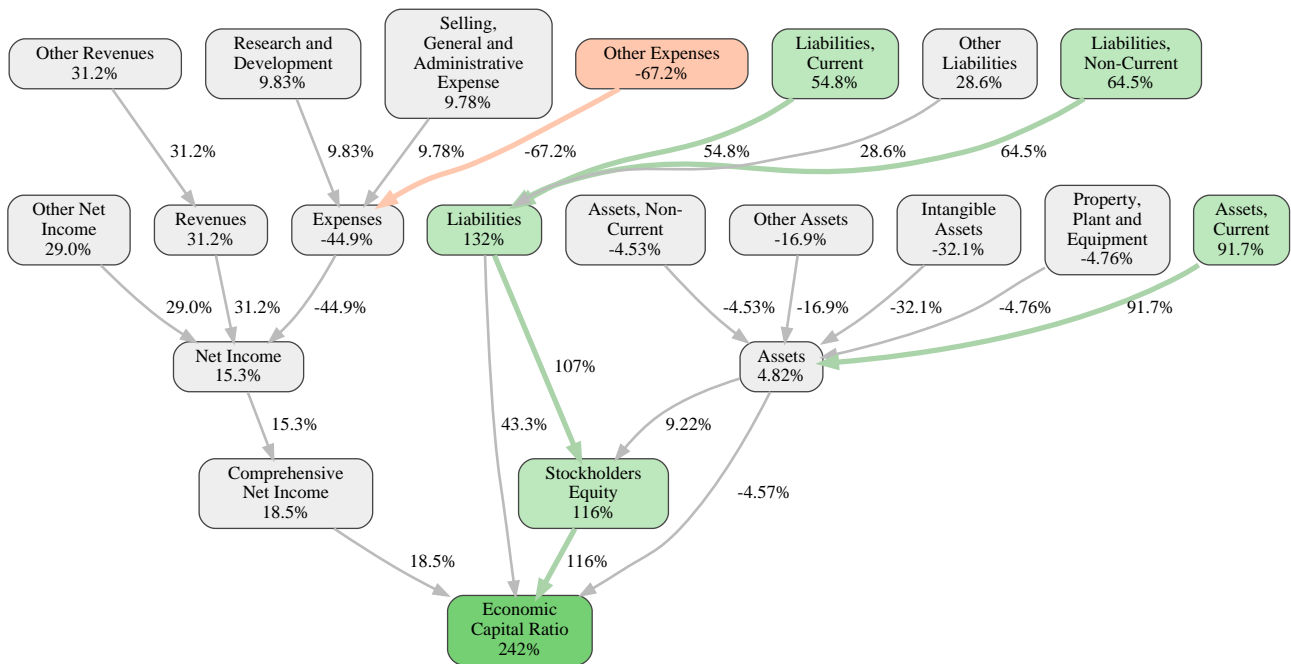 Other Revenues
31.2%
Research and
Development
9.83%
Selling,
General and
Administrative
Expense
9.78%
Other Expenses
-67.2%
Liabilities,
Current
54.8%
Other
Liabilities
28.6%
Liabilities,
Non-Current
64.5%
31.2%
9.83%
9.78%
-67.2%
54.8%
28.6%
64.5%
Other Net
Income
29.0%
Revenues
31.2%
Expenses
-44.9%
Liabilities
132%
Assets, Non-
Current
-4.53%
Other Assets
-16.9%
Intangible
Assets
-32.1%
Property,
Plant and
Equipment
-4.76%
Assets,
Current
91.7%
29.0%
31.2%
-44.9%
-4.53%
-16.9%
-32.1%
-4.76%
91.7%
Net Income
15.3%
107%
Assets
4.82%
15.3%
43.3%
9.22%
Comprehensive
Net Income
18.5%
Stockholders
Equity
116%
-4.57%
18.5%
116%
Economic
Capital Ratio
242%